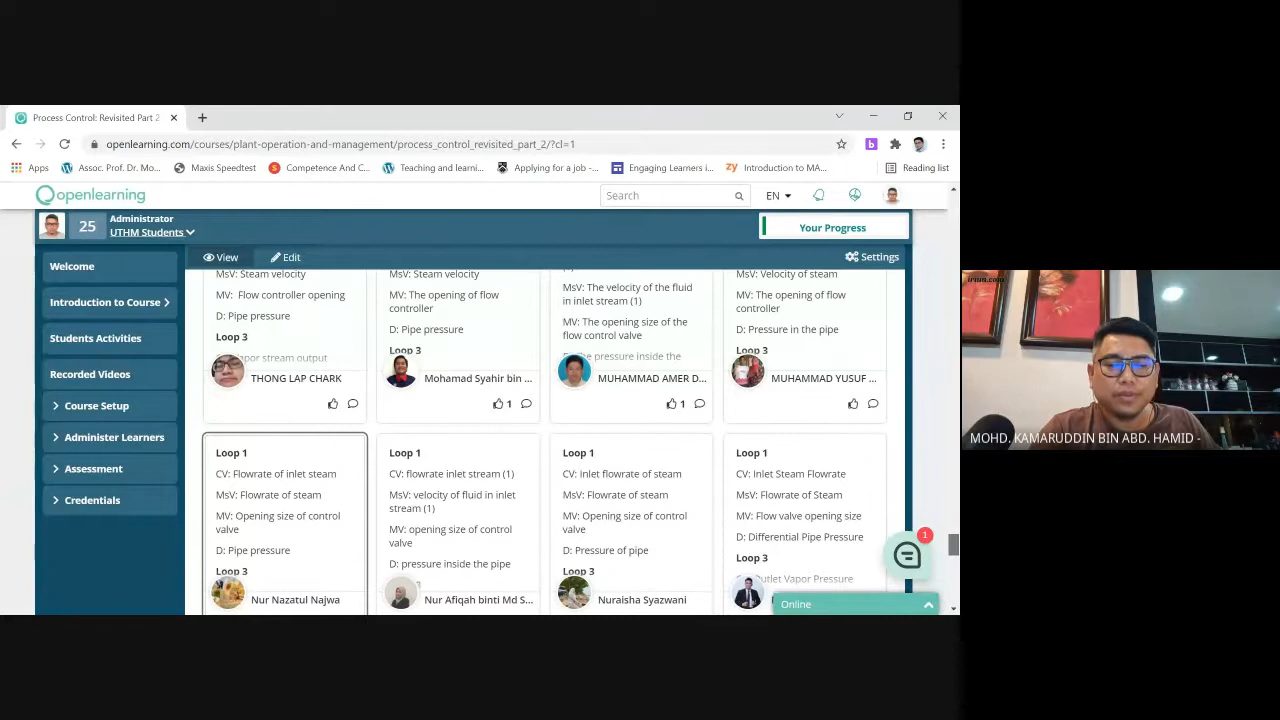 Process Control: Revisited Part 2
openlearning.com/courses/plant-operation-and-management/process_control_revisited_part_2/?cl=1
Apps
Assoc. Prof. Dr. Mo...
Maxis Speedtest
Competence And C...
Teaching and learni...
Applying for a job -...
Engaging Learners i...
Introduction to MA...
Reading list
openlearning
Search
EN
25
Administrator
UTHM Students
Your Progress
View
Edit
Settings
Welcome
Introduction to Course
Students Activities
Recorded Videos
Course Setup
Administer Learners
Assessment
Credentials
MsV: Steam velocity
MV: Flow controller opening
D: Pipe pressure
Loop 3
THONG LAP CHARK
MsV: Steam velocity
MV: The opening of flow
controller
D: Pipe pressure
Loop 3
Mohamad Syahir bin ...
1
MsV: The velocity of the fluid
in inlet stream (1)
MV: The opening size of the
flow control valve
the pressure inside the
MUHAMMAD AMER D...
1
MsV: Velocity of steam
MV: The opening of flow
controller
D: Pressure in the pipe
Loop 3
MUHAMMAD YUSUF ...
Loop 1
CV: Flowrate of inlet steam
MsV: Flowrate of steam
MV: Opening size of control
valve
D: Pipe pressure
Loop 3
Nur Nazatul Najwa
Loop 1
CV: flowrate inlet stream (1)
MsV: velocity of fluid in inlet
stream (1)
MV: opening size of control
valve
D: pressure inside the pipe
Nur Afiqah binti Md S...
Loop 1
CV: inlet flowrate of steam
MsV: Flowrate of steam
MV: Opening size of control
valve
D: Pressure of pipe
Loop 3
Nuraisha Syazwani
Loop 1
CV: Inlet Steam Flowrate
MsV: Flowrate of Steam
MV: Flow valve opening size
D: Differential Pipe Pressure
Loop 3
Outlet Vapor Pressure
1
Online
MOHD. KAMARUDDIN BIN ABD. HAMID -